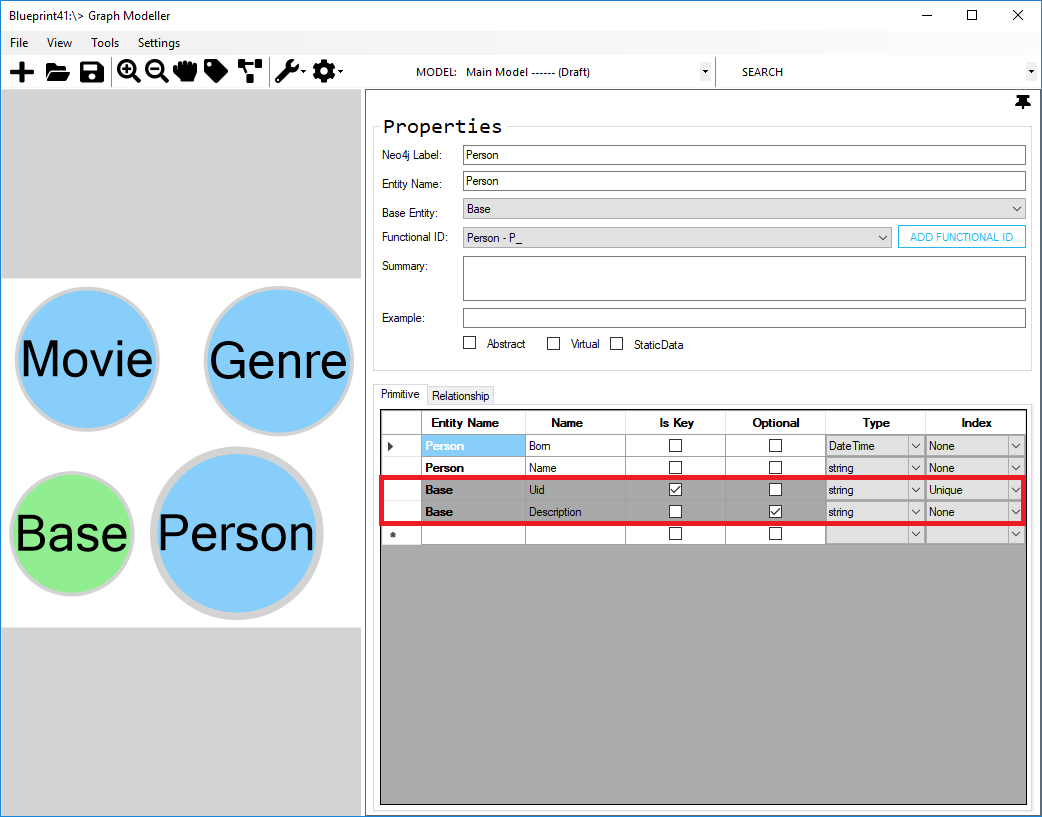 Blueprint41:\> Graph Modeller
File View Tools Settings
MODEL: Main Model ------ (Draft) SEARCH
Properties
Neo4j Label: Person
Entity Name: Person
Base Entity: Base
Functional ID: Person - P_ ADD FUNCTIONAL ID
Summary:
Example:
Abstract Virtual StaticData
Movie Genre
Base Person
Primitive Relationship
Entity Name Name Is Key Optional Type Index
Person Born DateTime None
Person Name string None
Base Uid string Unique
Base Description string None